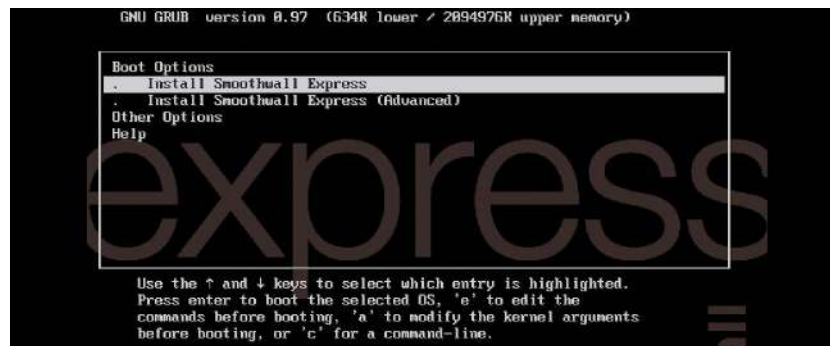 GNU GRUB version 0.97 (634K lower / 2094976K upper memory)
Boot Options
. Install Smoothwall Express
. Install Smoothwall Express (Advanced)
Other Options
Help
express
Use the ↑ and ↓ keys to select which entry is highlighted.
Press enter to boot the selected OS, 'e' to edit the
commands before booting, 'a' to modify the kernel arguments
before booting, or 'c' for a command-line.